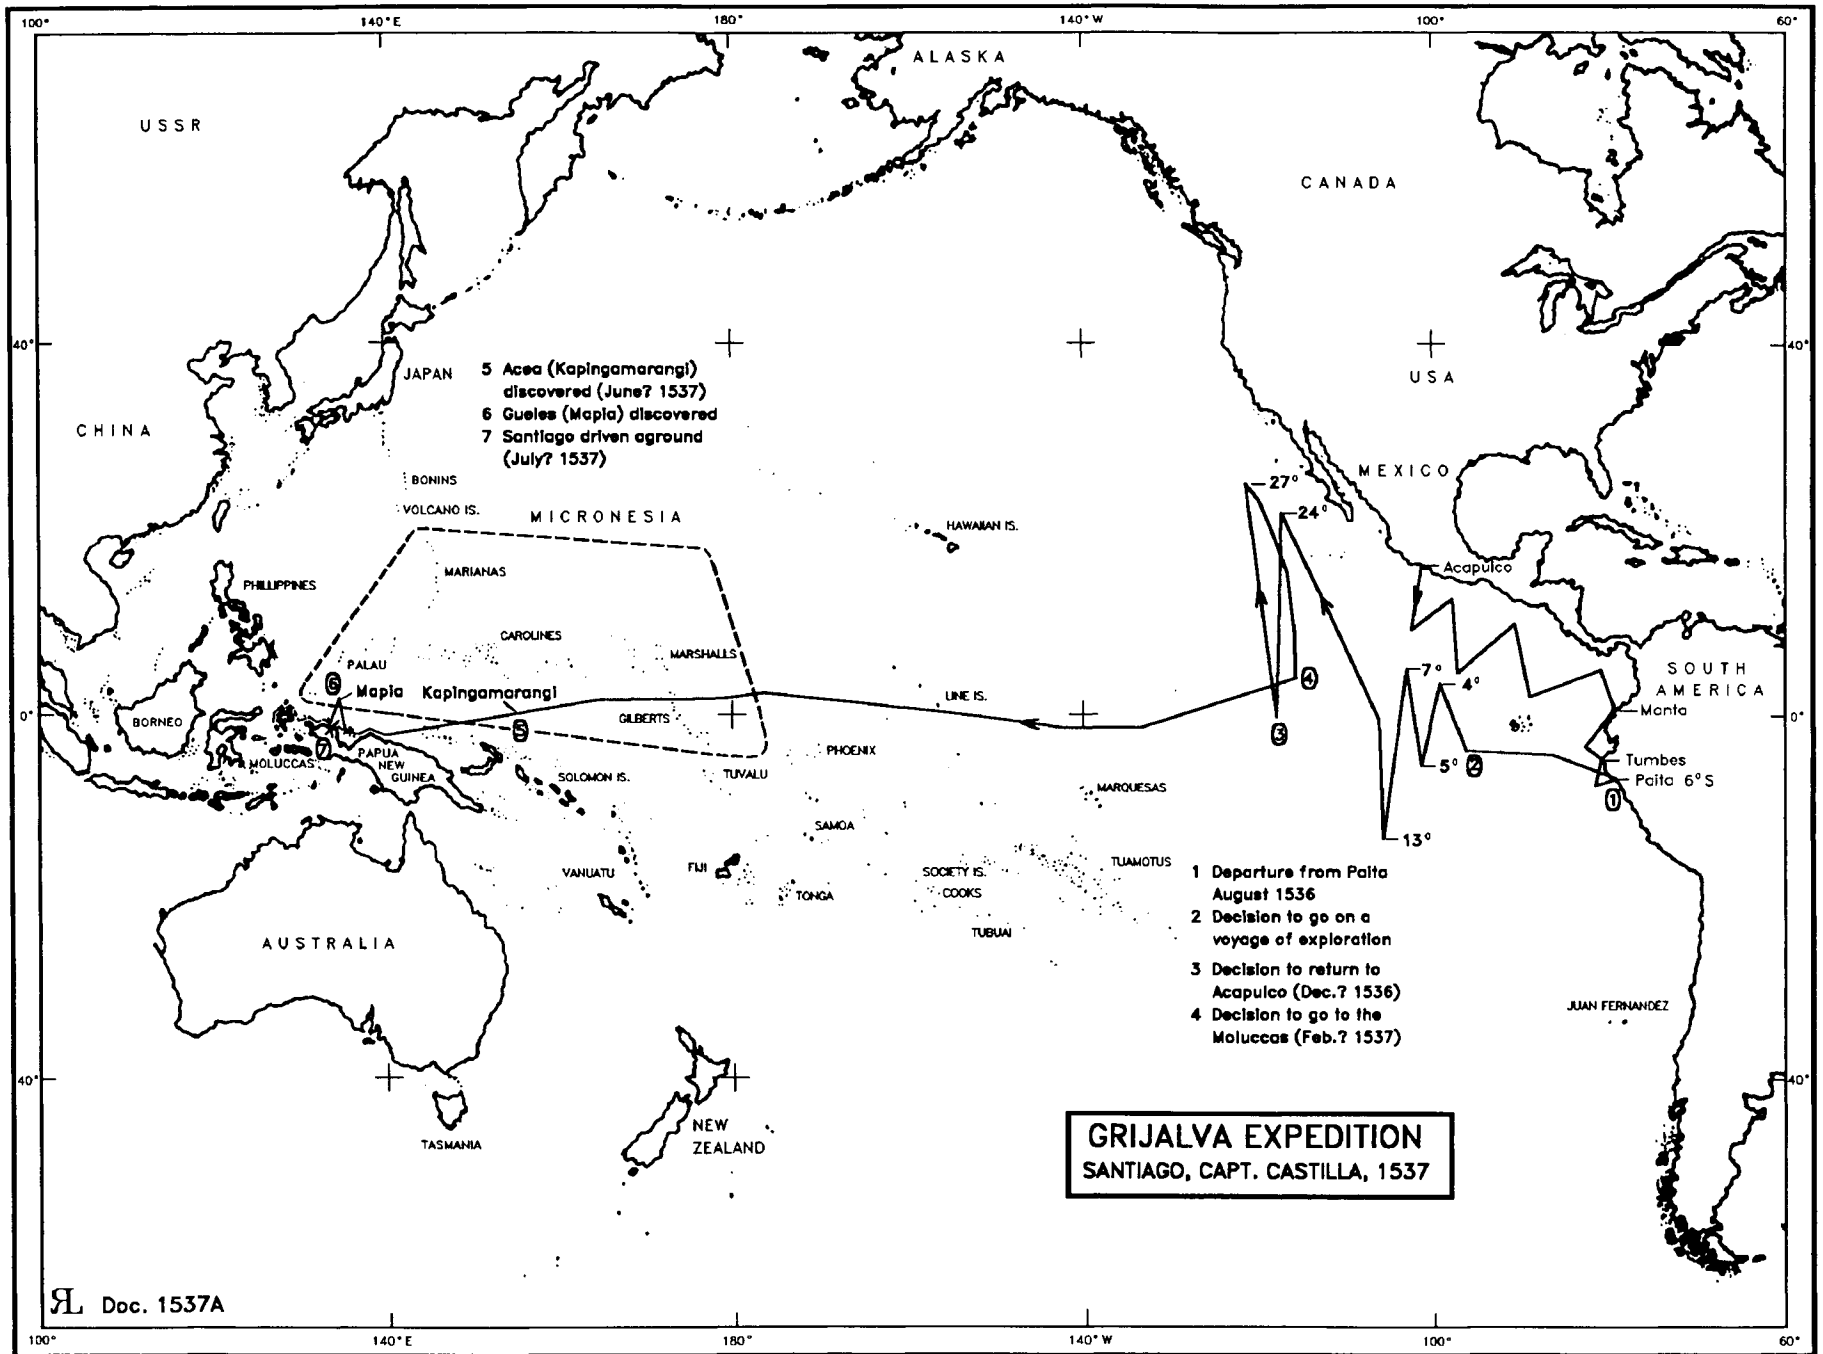 100°
140° E
180°
140° W
100°
60°
ALASKA
USSR
CANADA
40°
40°
JAPAN
USA
CHINA
5 Acea (Kapingamarangi)
discovered (June? 1537)
6 Gueles (Mapia) discovered
7 Santiago driven aground
(July? 1537)
MEXICO
BONINS
27°
VOLCANO IS.
MICRONESIA
24°
HAWAIIAN IS.
Acapulco
MARIANAS
PHILLIPPINES
CAROLINES
MARSHALLS
PALAU
7°
4
SOUTH
AMERICA
6
Mapia
Kapingamarangi
4°
LINE IS.
Manta
BORNEO
0°
GILBERTS
0°
5
3
7
MOLUCCAS
PAPUA
NEW
GUINEA
PHOENIX
5°
2
Tumbes
SOLOMON IS.
TUVALU
Paita 6°S
MARQUESAS
1
SAMOA
13°
VANUATU
FIJI
TONGA
SOCIETY IS.
COOKS
TUAMOTUS
TUBUAI
AUSTRALIA
1 Departure from Paita
August 1536
2 Decision to go on a
voyage of exploration
3 Decision to return to
Acapulco (Dec.? 1536)
4 Decision to go to the
Moluccas (Feb.? 1537)
JUAN FERNANDEZ
40°
40°
TASMANIA
NEW
ZEALAND
GRIJALVA EXPEDITION
SANTIAGO, CAPT. CASTILLA, 1537
RL Doc. 1537A
100°
140° E
180°
140° W
100°
60°